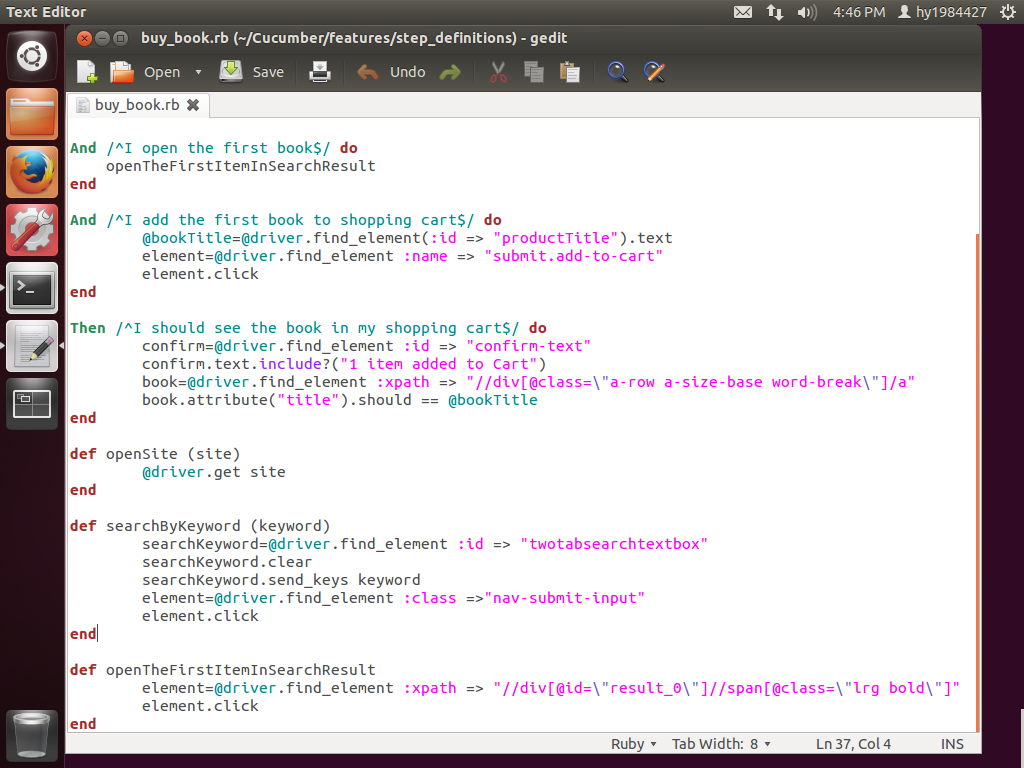 Text Editor
4:46 PM hy1984427
buy_book.rb (~/Cucumber/features/step_definitions) - gedit
Open Save Undo
buy_book.rb
And /^I open the first book$/ do
    openTheFirstItemInSearchResult
end
And /^I add the first book to shopping cart$/ do
        @bookTitle=@driver.find_element(:id => "productTitle").text
        element=@driver.find_element :name => "submit.add-to-cart"
        element.click
end
Then /^I should see the book in my shopping cart$/ do
        confirm=@driver.find_element :id => "confirm-text"
        confirm.text.include?("1 item added to Cart")
        book=@driver.find_element :xpath => "//div[@class=\"a-row a-size-base word-break\"]/a"
        book.attribute("title").should == @bookTitle
end
def openSite (site)
        @driver.get site
end
def searchByKeyword (keyword)
        searchKeyword=@driver.find_element :id => "twotabsearchtextbox"
        searchKeyword.clear
        searchKeyword.send_keys keyword
        element=@driver.find_element :class =>"nav-submit-input"
        element.click
end
def openTheFirstItemInSearchResult
        element=@driver.find_element :xpath => "//div[@id=\"result_0\"]//span[@class=\"lrg bold\"]"
        element.click
end
Ruby Tab Width: 8 Ln 37, Col 4 INS